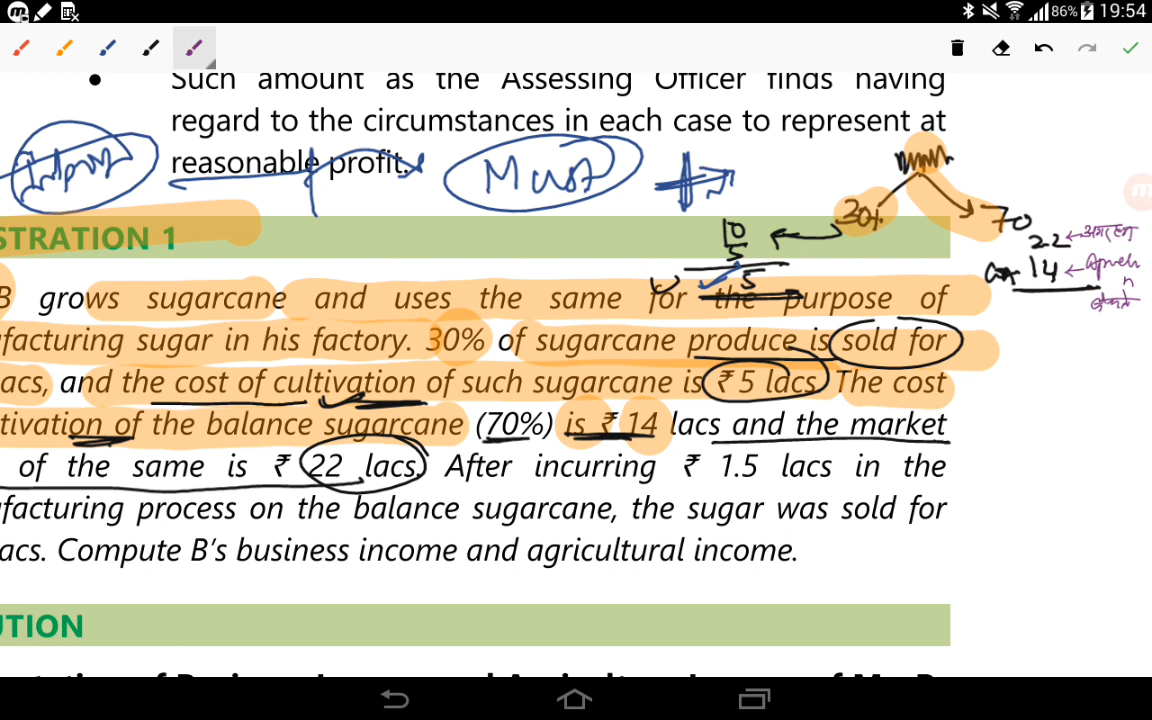 86% 19:54
Such amount as the Assessing Officer finds having
regard to the circumstances in each case to represent at
reasonable profit.
Must
30%
70
10
5
5
22
14
STRATION 1
B grows sugarcane and uses the same for the purpose of
facturing sugar in his factory. 30% of sugarcane produce is sold for
acs, and the cost of cultivation of such sugarcane is ₹ 5 lacs. The cost
tivation of the balance sugarcane (70%) is ₹ 14 lacs and the market
of the same is ₹ 22 lacs. After incurring ₹ 1.5 lacs in the
facturing process on the balance sugarcane, the sugar was sold for
acs. Compute B's business income and agricultural income.
UTION